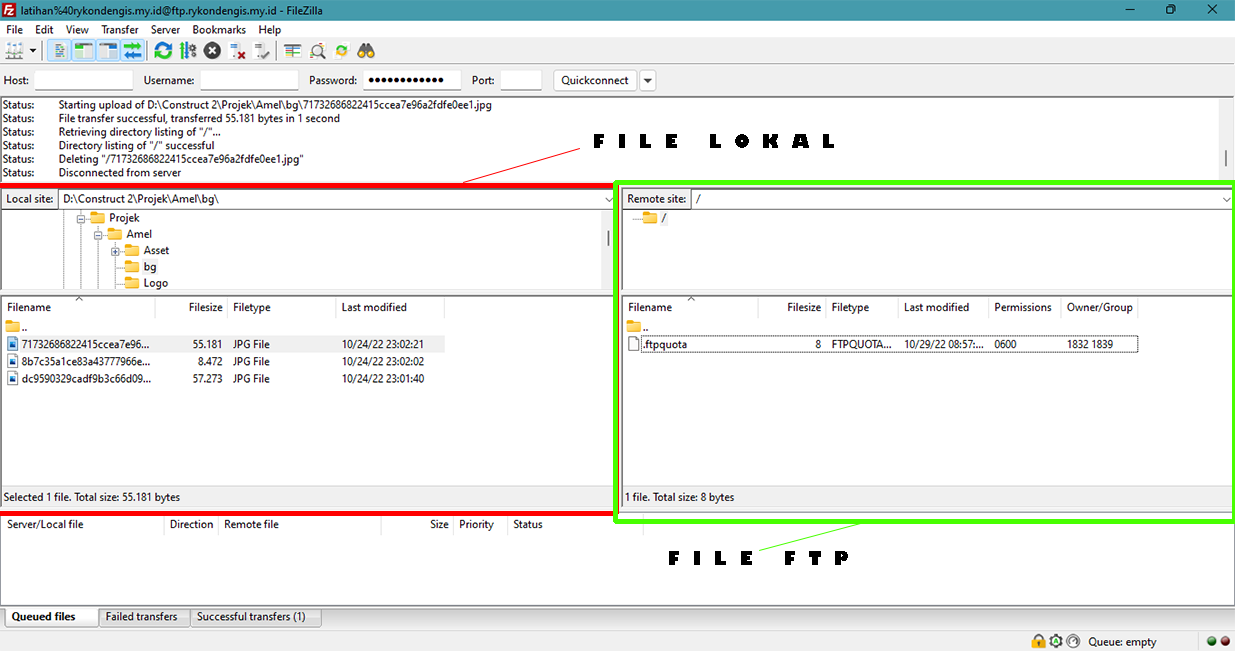 latihan%40rykondengis.my.id@ftp.rykondengis.my.id - FileZilla
File Edit View Transfer Server Bookmarks Help
Host: Username: Password: ●●●●●●●●●●●● Port: Quickconnect
Status: Starting upload of D:\Construct 2\Projek\Amel\bg\71732686822415ccea7e96a2fdfe0ee1.jpg
Status: File transfer successful, transferred 55.181 bytes in 1 second
Status: Retrieving directory listing of "/"...
Status: Directory listing of "/" successful
Status: Deleting "/71732686822415ccea7e96a2fdfe0ee1.jpg"
Status: Disconnected from server
FILE LOKAL
Local site: D:\Construct 2\Projek\Amel\bg\
Projek
Amel
Asset
bg
Logo
Filename Filesize Filetype Last modified
..
71732686822415ccea7e96... 55.181 JPG File 10/24/22 23:02:21
8b7c35a1ce83a43777966e... 8.472 JPG File 10/24/22 23:02:02
dc9590329cadf9b3c66d09... 57.273 JPG File 10/24/22 23:01:40
Selected 1 file. Total size: 55.181 bytes
Remote site: /
/
Filename Filesize Filetype Last modified Permissions Owner/Group
..
.ftpquota 8 FTPQUOTA... 10/29/22 08:57:... 0600 1832 1839
1 file. Total size: 8 bytes
Server/Local file Direction Remote file Size Priority Status
FILE FTP
Queued files Failed transfers Successful transfers (1)
Queue: empty